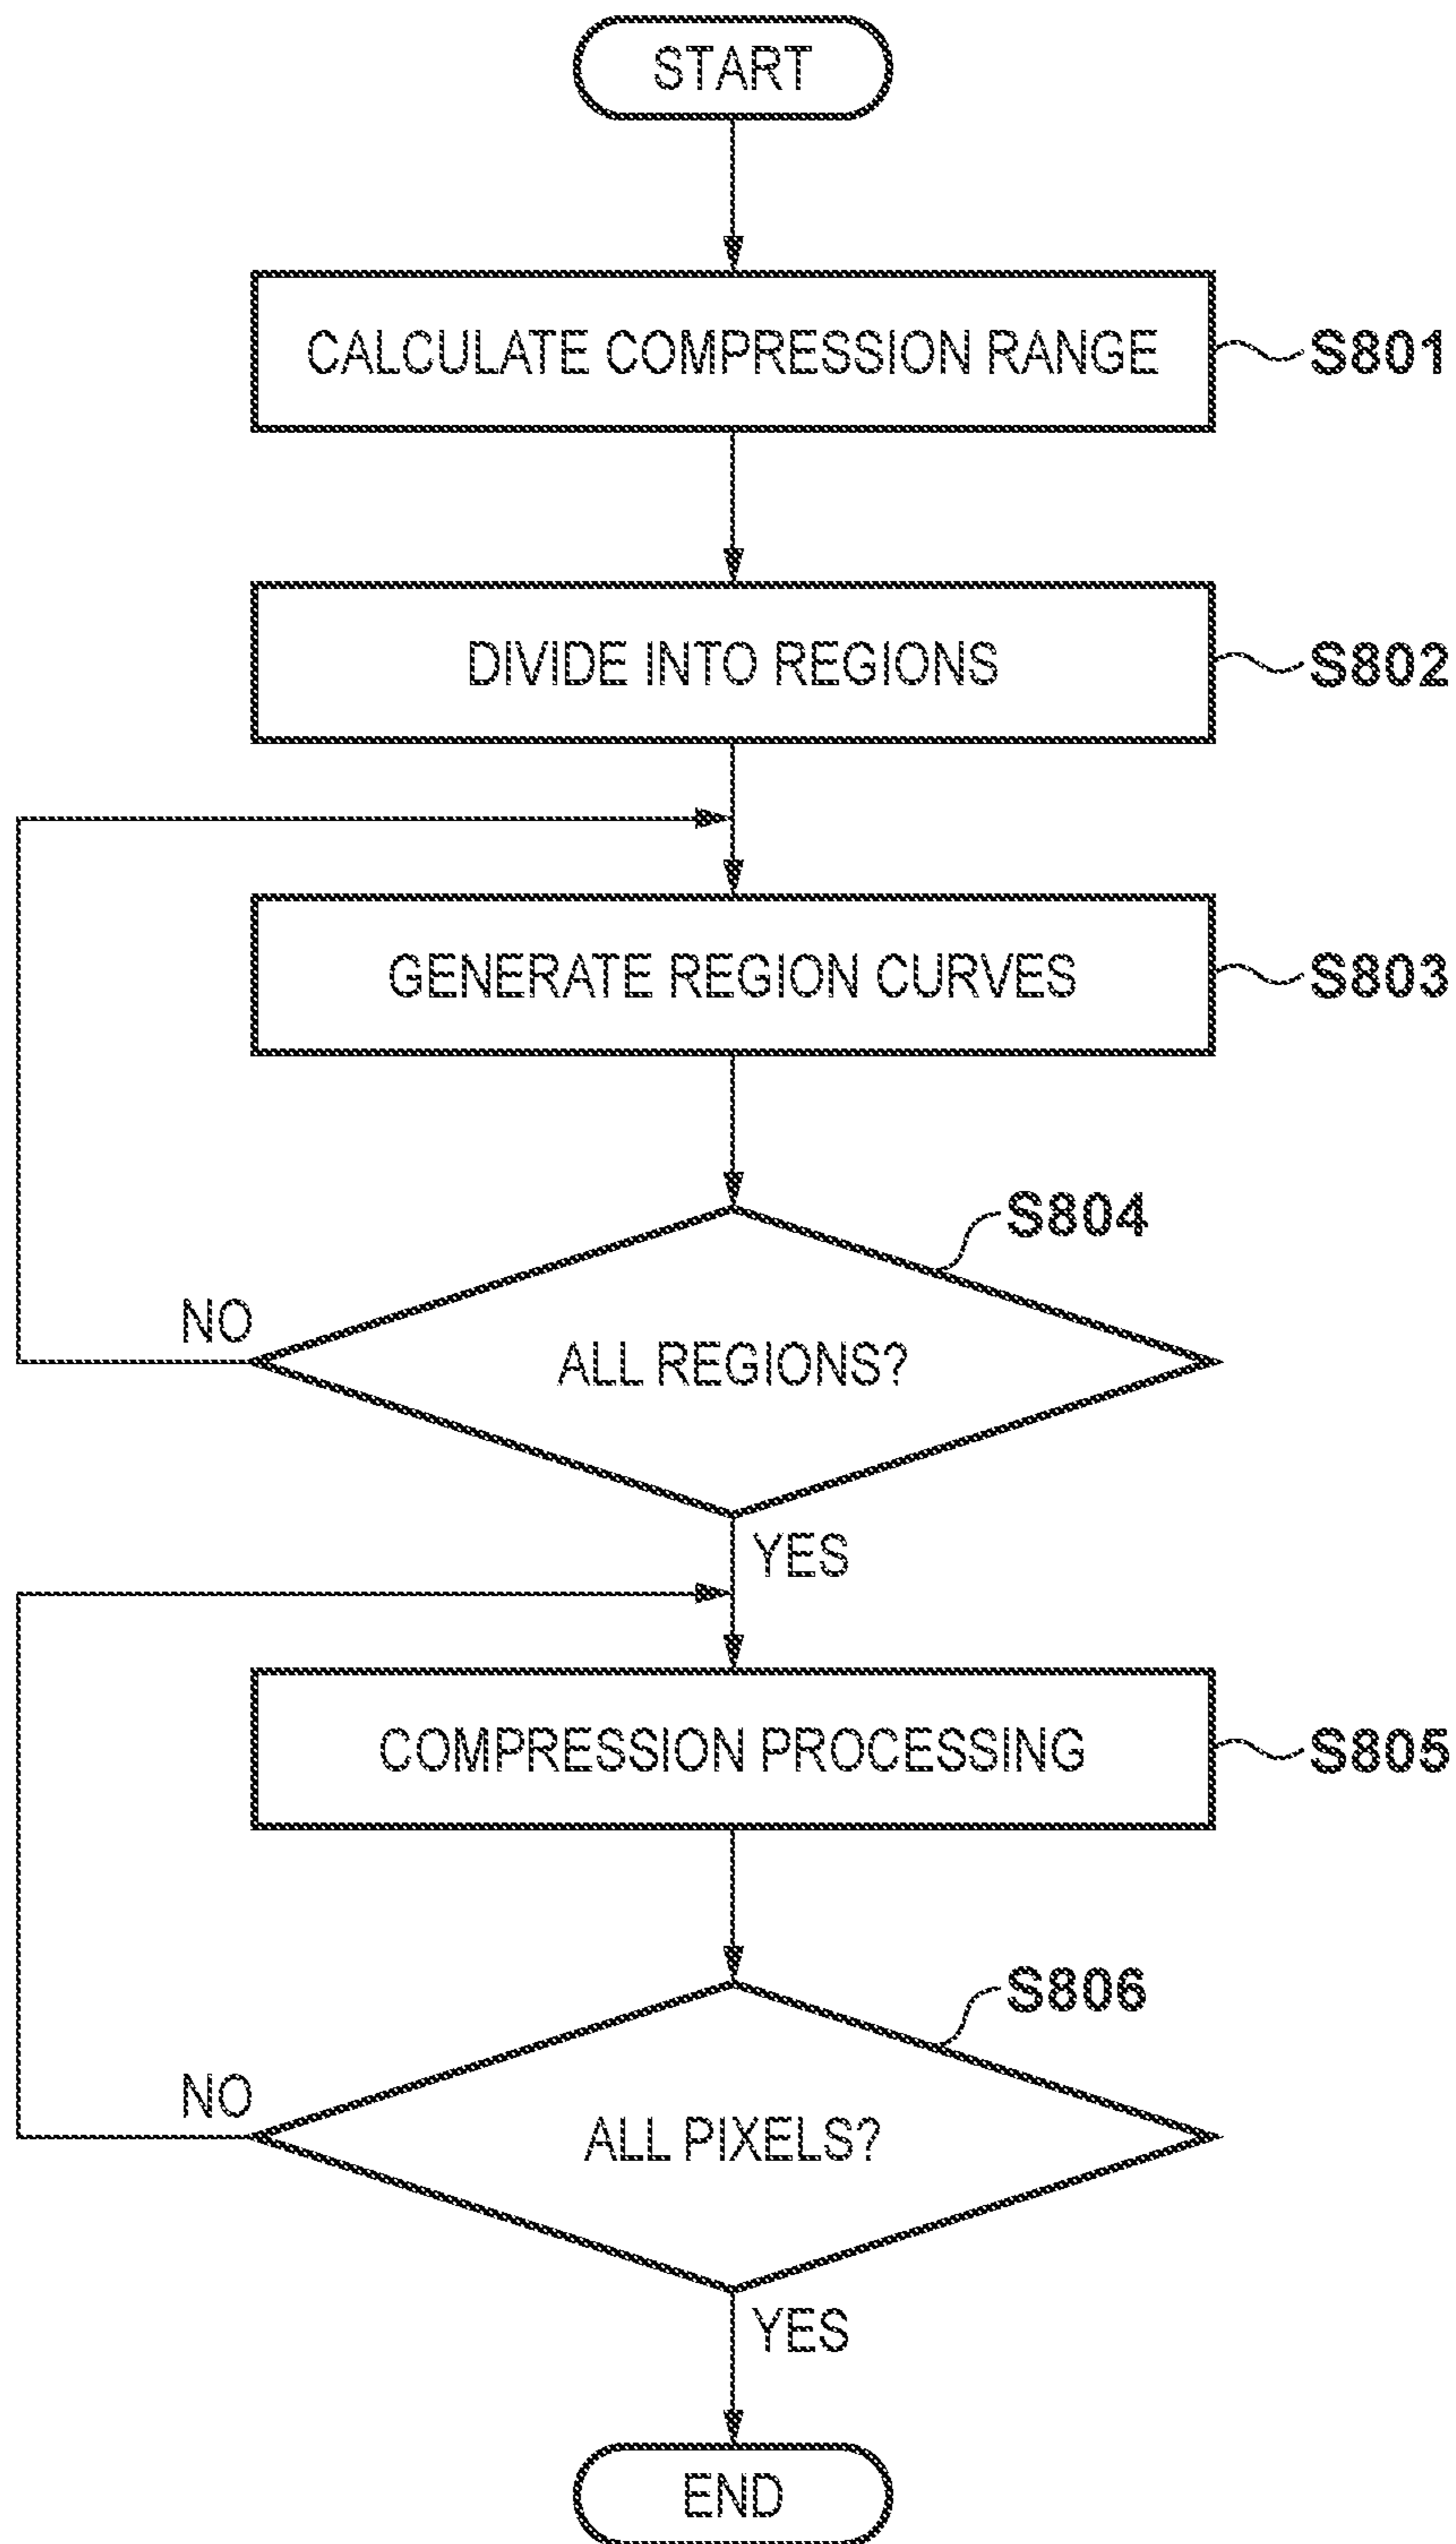 START
CALCULATE COMPRESSION RANGE
S801
DIVIDE INTO REGIONS
S802
GENERATE REGION CURVES
S803
S804
NO
ALL REGIONS?
YES
COMPRESSION PROCESSING
S805
S806
NO
ALL PIXELS?
YES
END